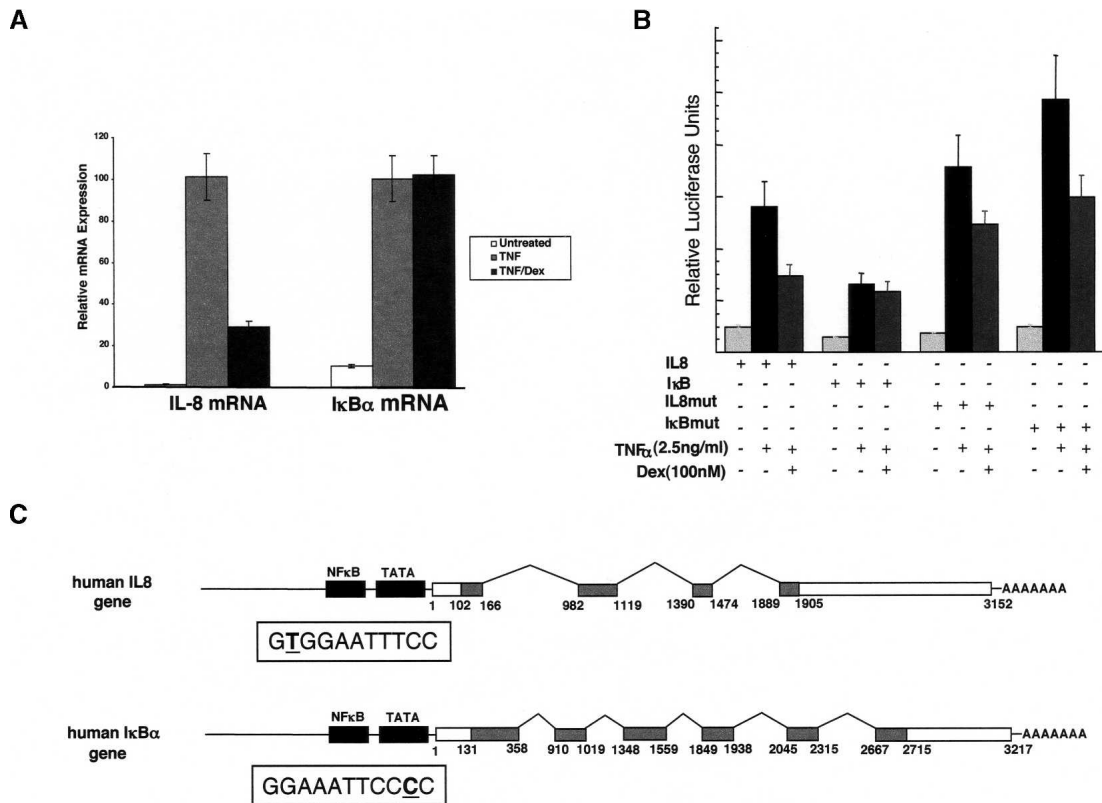 A
Relative mRNA Expression
120
100
80
60
40
20
0
IL-8 mRNA
IκBα mRNA
Untreated
TNF
TNF/Dex
B
Relative Luciferase Units
IL8 + + + - - - - - - - - -
IκB - - - + + + - - - - - -
IL8mut - - - - - - + + + - - -
IκBmut - - - - - - - - - + + +
TNFα(2.5ng/ml) - + + - + + - + + - + +
Dex(100nM) - - + - - + - - + - - +
C
human IL8
gene
NFκB TATA
1 102 166 982 1119 1390 1474 1889 1905 3152
AAAAAAA
GTGGAATTTCC
human IκBα
gene
NFκB TATA
1 131 358 910 1019 1348 1559 1849 1938 2045 2315 2667 2715 3217
AAAAAAA
GGAAATTCCCC